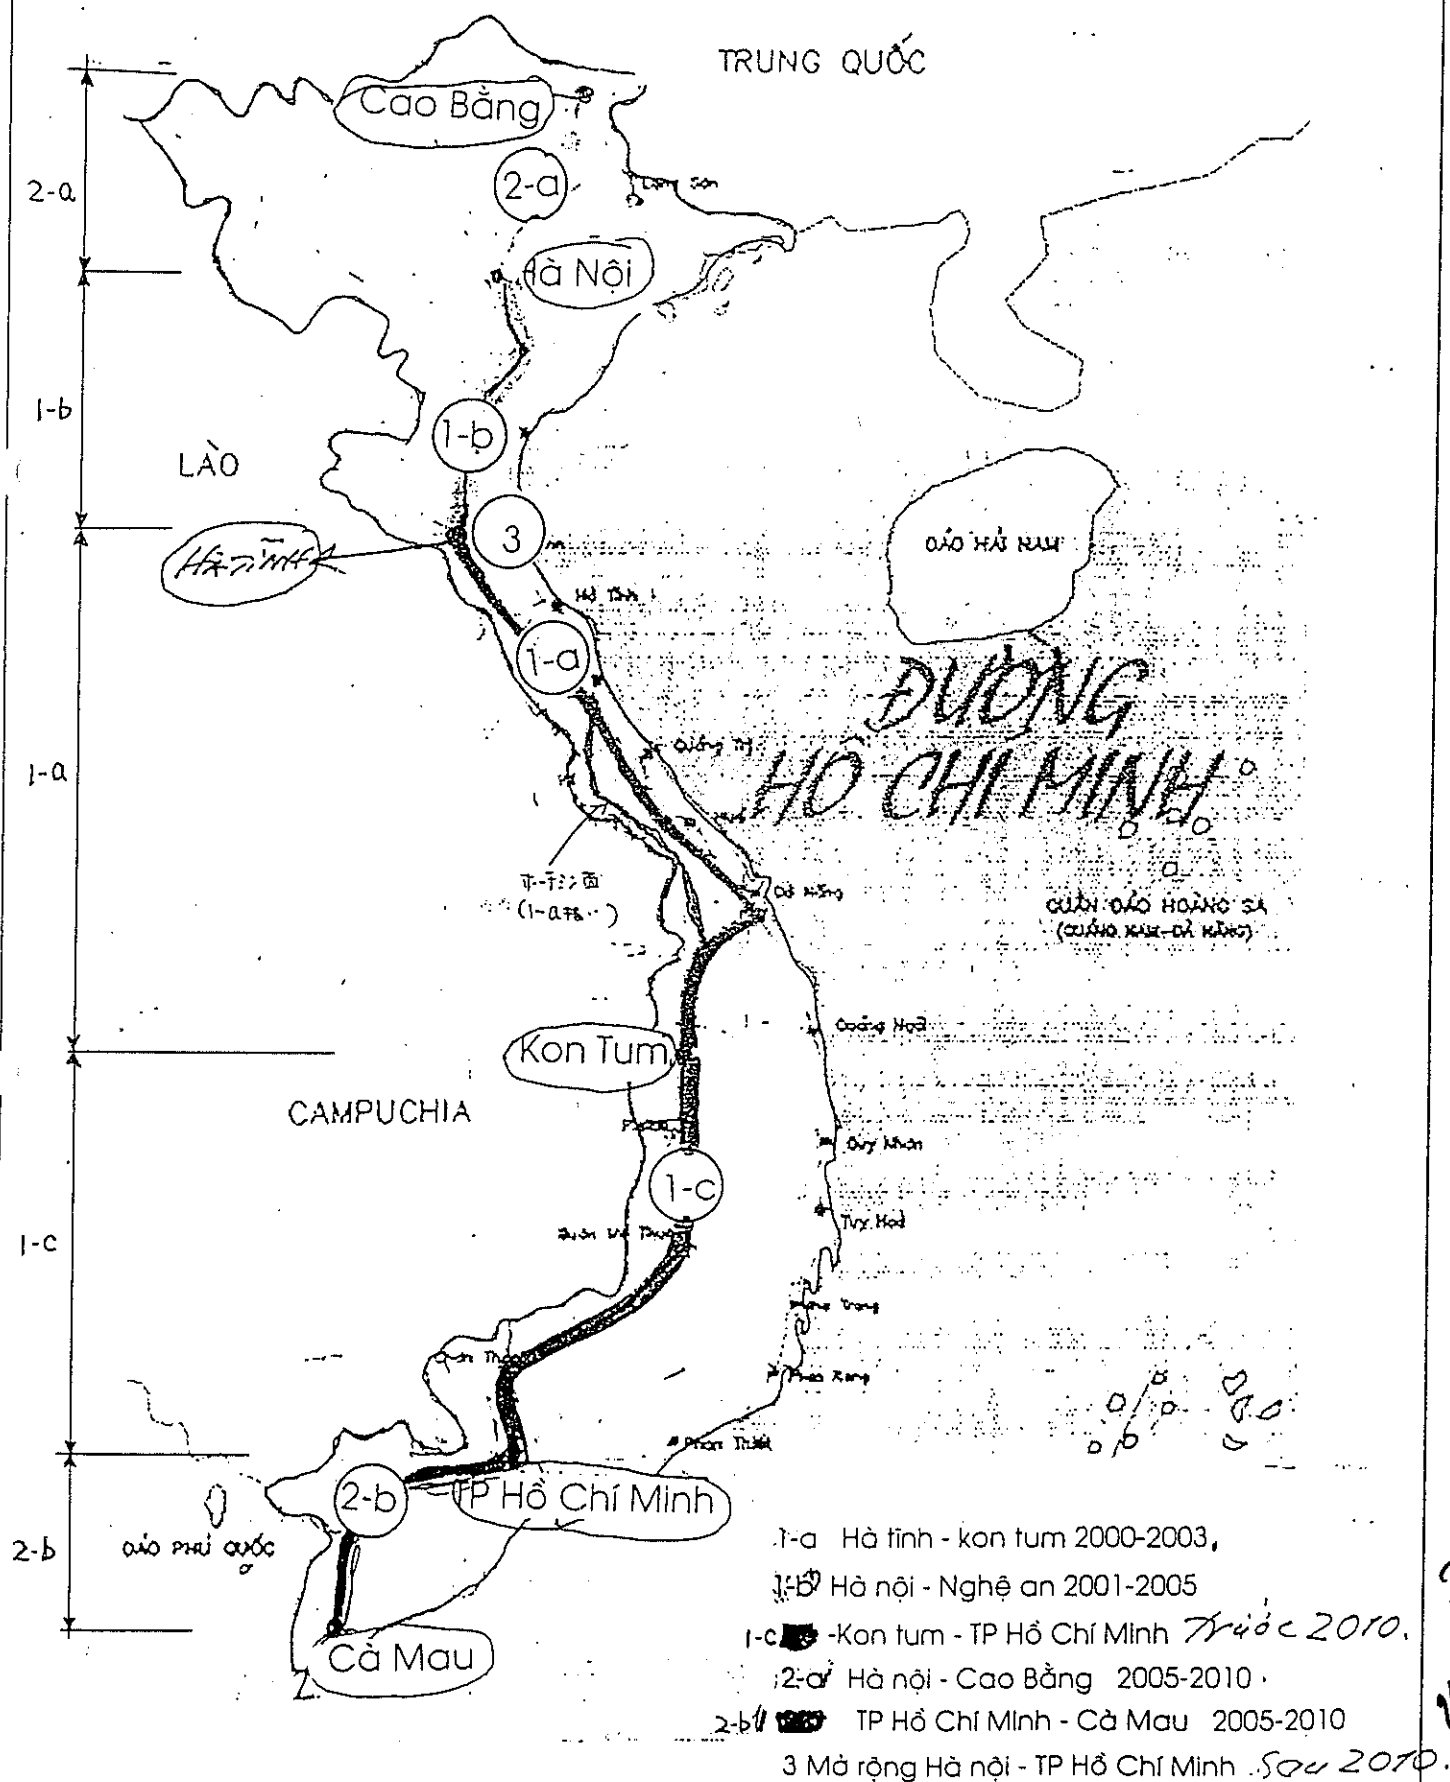 TRUNG QUỐC
Cao Bằng
2-a
2-a
Lạng Sơn
Hà Nội
1-b
1-b
LÀO
3
HÀ TĨNH
ĐẢO HẢI NAM
Hà Tĩnh
1-a
ĐƯỜNG
HỒ CHÍ MINH
1-a
Quảng Trị
Đà Nẵng
QUẦN ĐẢO HOÀNG SA
(QUẢNG NAM-ĐÀ NẴNG)
Kon Tum
CAMPUCHIA
Quy Nhơn
1-c
1-c
Tuy Hoà
Phan Rang
Phan Thiết
2-b
TP Hồ Chí Minh
2-b
ĐẢO PHÚ QUỐC
Cà Mau
1-a Hà tĩnh - kon tum 2000-2003,
1-b Hà nội - Nghệ an 2001-2005
1-c -Kon tum - TP Hồ Chí Minh Trước 2010.
2-a Hà nội - Cao Bằng 2005-2010.
2-b TP Hồ Chí Minh - Cà Mau 2005-2010
3 Mở rộng Hà nội - TP Hồ Chí Minh Sau 2010.